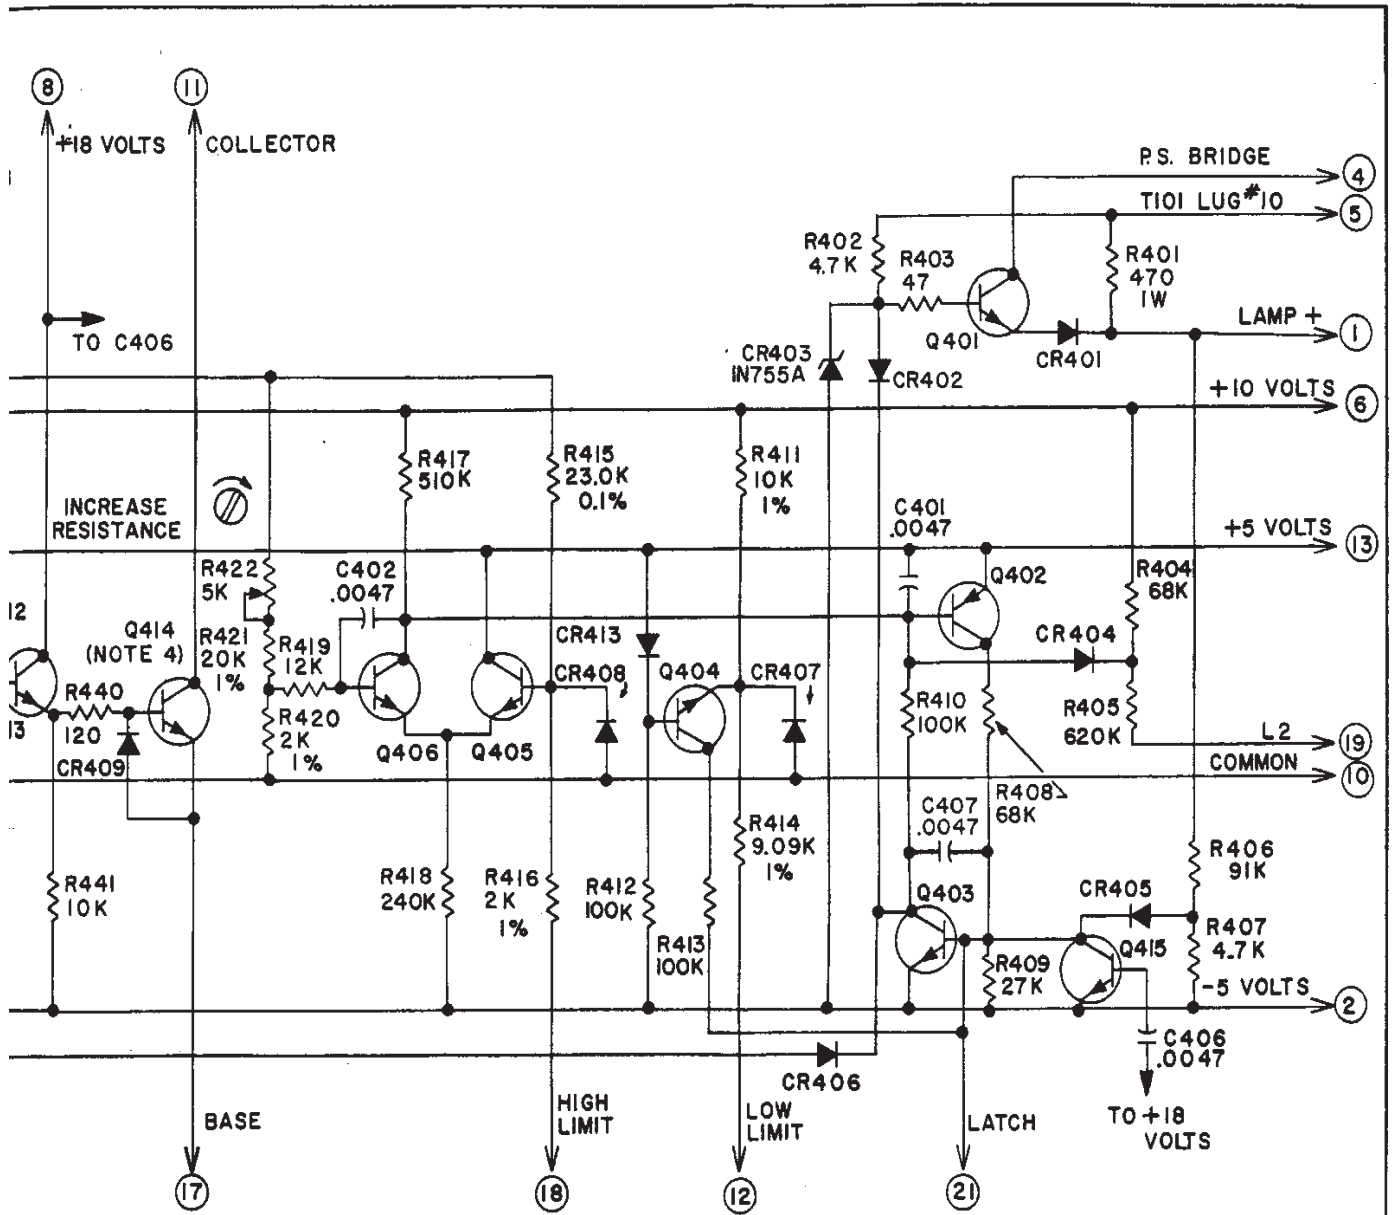 8
11
+18 VOLTS
COLLECTOR
P.S. BRIDGE
4
T101 LUG #10
5
R402
4.7K
R403
47
R401
470
1W
Q401
LAMP +
1
TO C406
CR403
1N755A
CR402
CR401
+10 VOLTS
6
R417
510K
R415
23.0K
0.1%
R411
10K
1%
INCREASE
RESISTANCE
C401
.0047
+5 VOLTS
13
R422
5K
C402
.0047
Q402
R404
68K
12
Q414
(NOTE 4)
R421
20K
1%
R419
12K
CR413
CR408
Q404
CR407
CR404
R440
120
13
R420
2K
1%
Q406
Q405
R410
100K
R405
620K
L2
19
CR409
COMMON
10
R408
68K
C407
.0047
R414
9.09K
1%
R406
91K
R441
10K
R418
240K
R416
2K
1%
R412
100K
Q403
CR405
R413
100K
R409
27K
Q415
R407
4.7K
-5 VOLTS
2
C406
.0047
CR406
BASE
HIGH
LIMIT
LOW
LIMIT
LATCH
TO +18
VOLTS
17
18
12
21